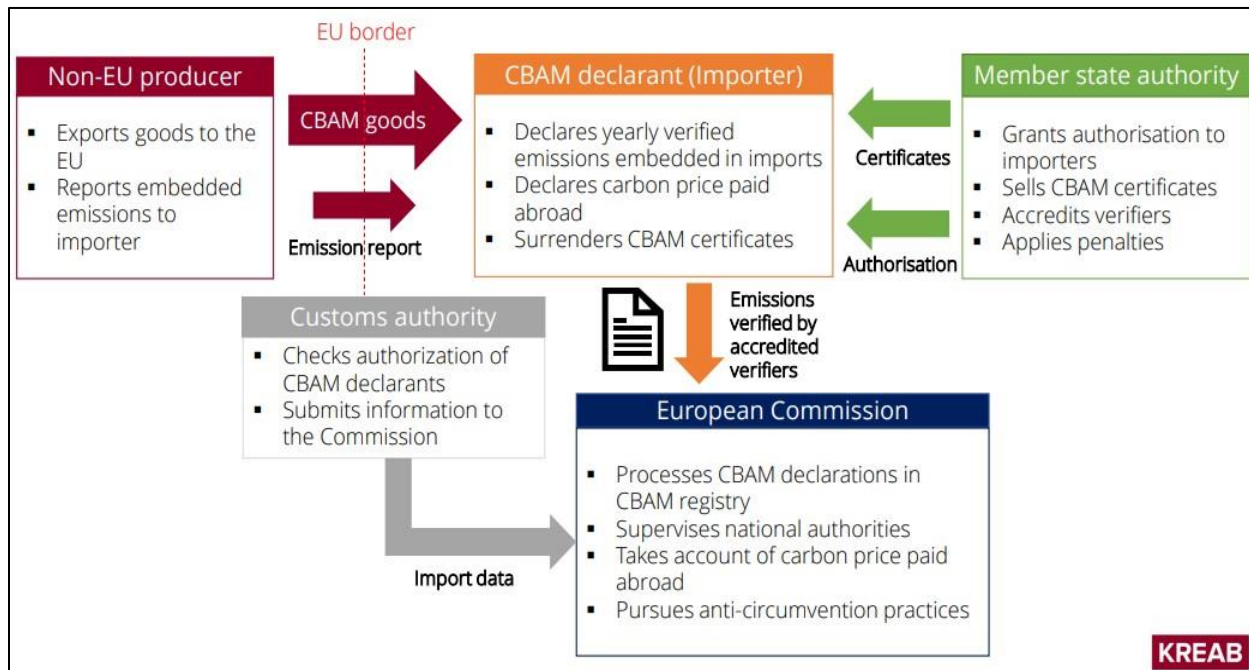 EU border
Non-EU producer
▪ Exports goods to the
EU
▪ Reports embedded
emissions to
importer
CBAM goods
Emission report
CBAM declarant (Importer)
▪ Declares yearly verified
emissions embedded in imports
▪ Declares carbon price paid
abroad
▪ Surrenders CBAM certificates
Certificates
Authorisation
Member state authority
▪ Grants authorisation to
importers
▪ Sells CBAM certificates
▪ Accredits verifiers
▪ Applies penalties
Customs authority
▪ Checks authorization of
CBAM declarants
▪ Submits information to
the Commission
Import data
Emissions
verified by
accredited
verifiers
European Commission
▪ Processes CBAM declarations in
CBAM registry
▪ Supervises national authorities
▪ Takes account of carbon price paid
abroad
▪ Pursues anti-circumvention practices
KREAB